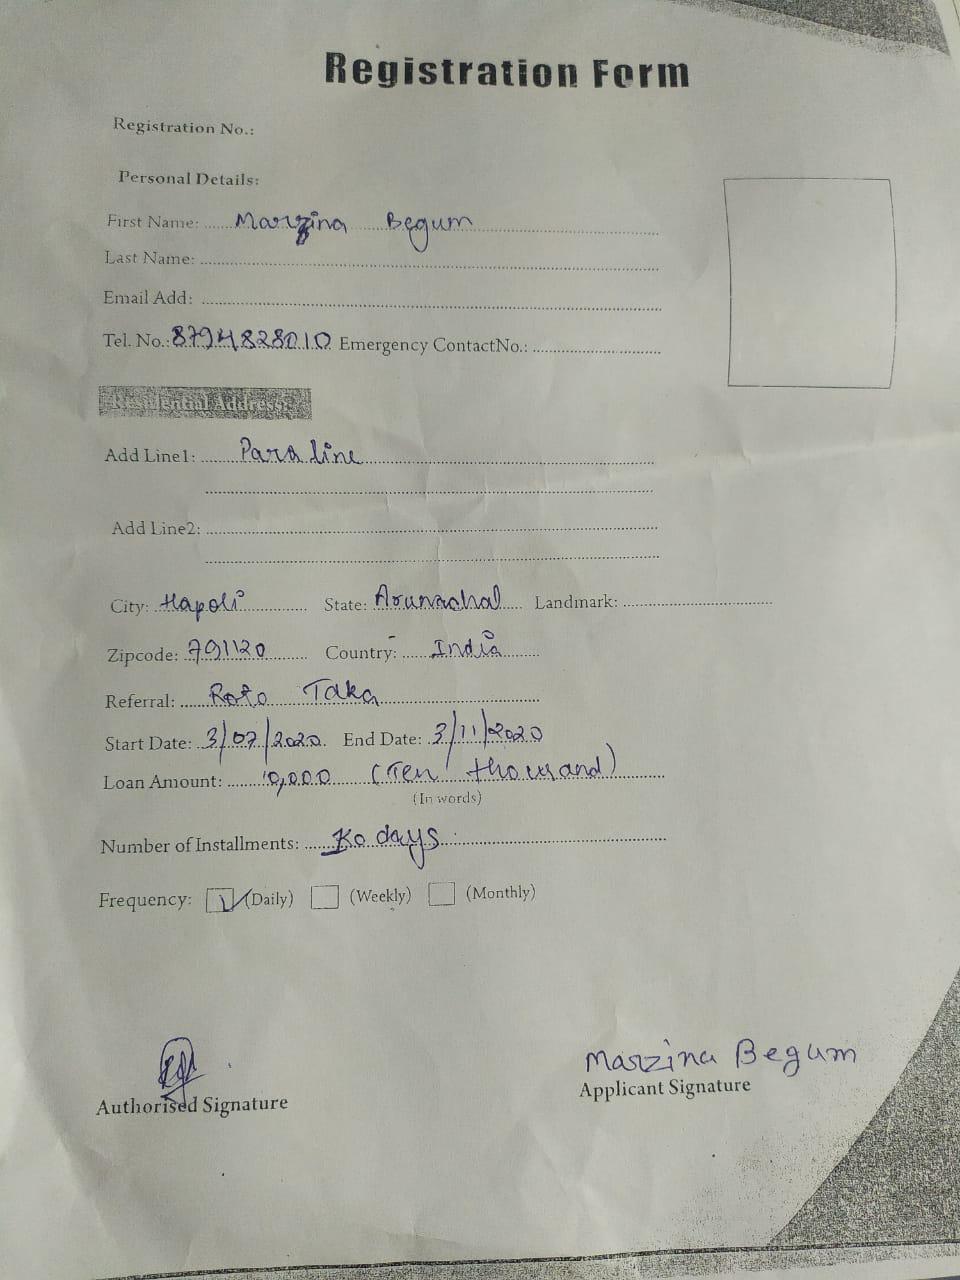 Registration Form
Registration No.:
Personal Details:
First Name: Marzina Begum
Last Name:
Email Add:
Tel. No.: 8794828010 Emergency ContactNo.:
Residential Address:
Add Line1: Para line
Add Line2:
City: Hapoli State: Arunachal Landmark:
Zipcode: 791120 Country: India
Referral: Roto Taka
Start Date: 3/07/2020 End Date: 3/11/2020
Loan Amount: 10,000 (Ten thousand)
(In words)
Number of Installments: days
Frequency: (Daily) (Weekly) (Monthly)
Marzina Begum
Authorised Signature Applicant Signature